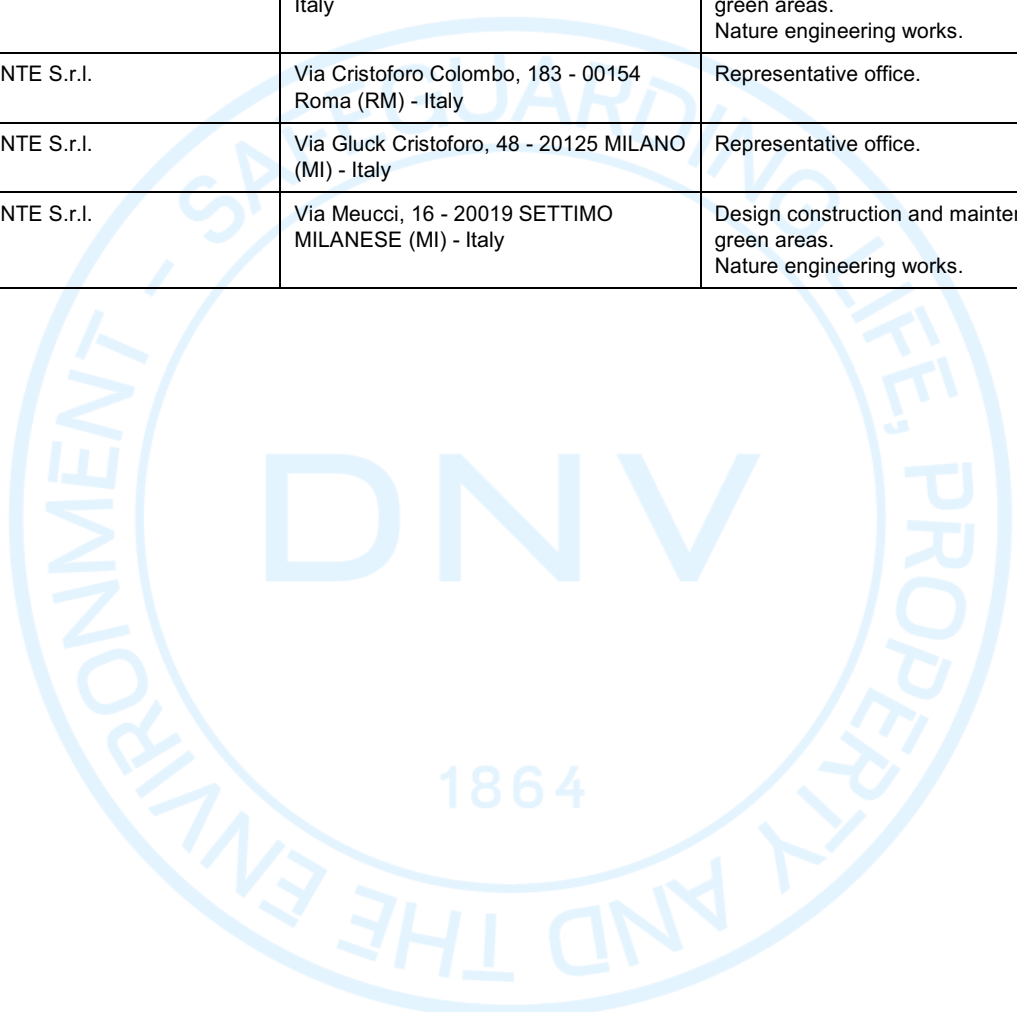 Italy
green areas.
Nature engineering works.
NTE S.r.l.
Via Cristoforo Colombo, 183 - 00154
Roma (RM) - Italy
Representative office.
NTE S.r.l.
Via Gluck Cristoforo, 48 - 20125 MILANO
(MI) - Italy
Representative office.
NTE S.r.l.
Via Meucci, 16 - 20019 SETTIMO
MILANESE (MI) - Italy
Design construction and mainte
green areas.
Nature engineering works.
SAFEGUARDING LIFE, PROPERTY AND THE ENVIRONMENT -
DNV
1864